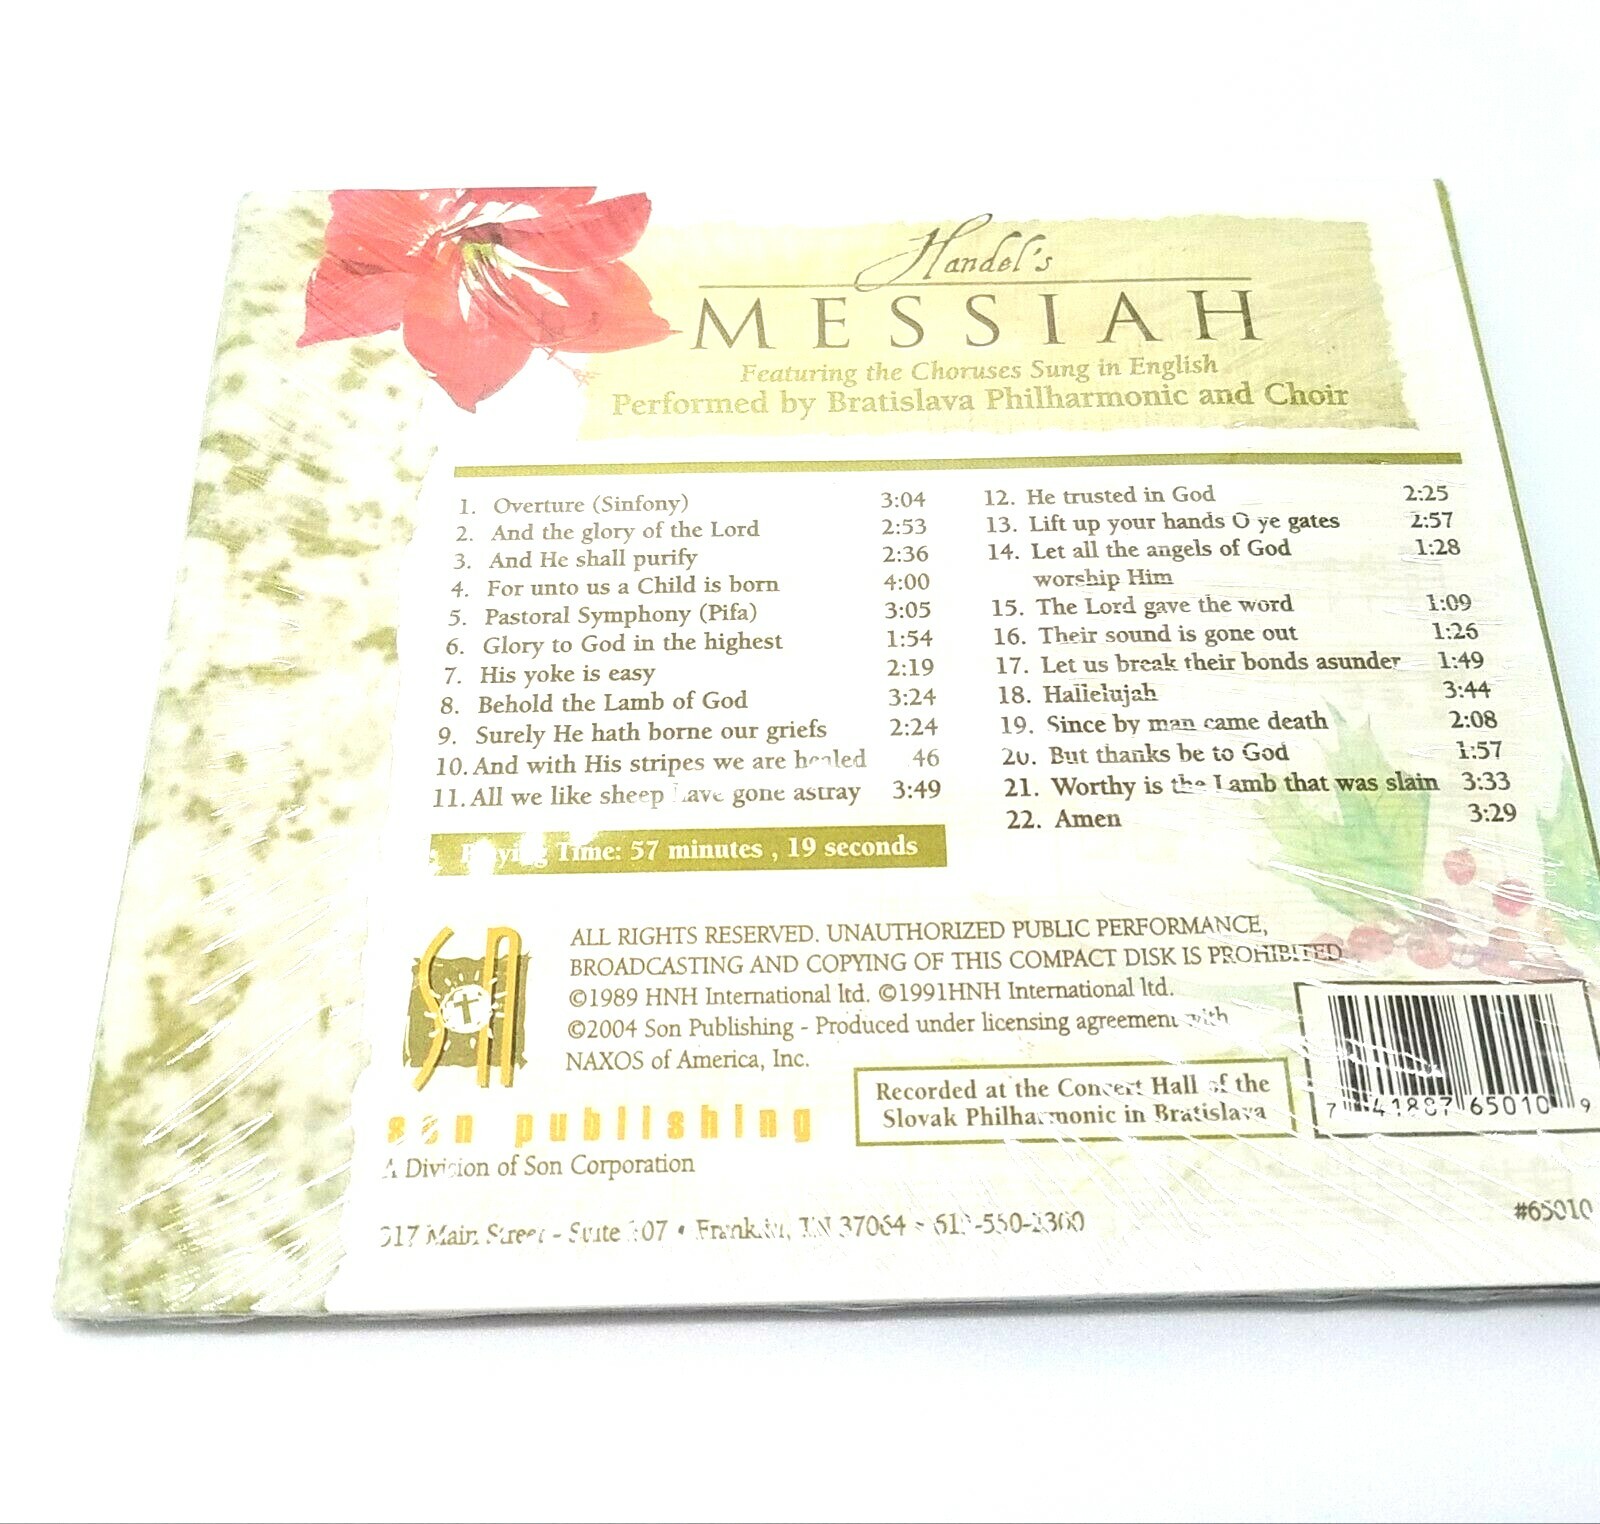 Handel's
MESSIAH
Featuring the Choruses Sung in English
Performed by Bratislava Philharmonic and Choir
1. Overture (Sinfony) 3:04
2. And the glory of the Lord 2:53
3. And He shall purify 2:36
4. For unto us a Child is born 4:00
5. Pastoral Symphony (Pifa) 3:05
6. Glory to God in the highest 1:54
7. His yoke is easy 2:19
8. Behold the Lamb of God 3:24
9. Surely He hath borne our griefs 2:24
10. And with His stripes we are healed 46
11. All we like sheep have gone astray 3:49
Playing Time: 57 minutes , 19 seconds
12. He trusted in God 2:25
13. Lift up your hands O ye gates 2:57
14. Let all the angels of God 1:28
worship Him
15. The Lord gave the word 1:09
16. Their sound is gone out 1:26
17. Let us break their bonds asunder 1:49
18. Hallelujah 3:44
19. Since by man came death 2:08
20. But thanks be to God 1:57
21. Worthy is the Lamb that was slain 3:33
22. Amen 3:29
ALL RIGHTS RESERVED. UNAUTHORIZED PUBLIC PERFORMANCE,
BROADCASTING AND COPYING OF THIS COMPACT DISK IS PROHIBITED
©1989 HNH International ltd. ©1991HNH International ltd.
©2004 Son Publishing - Produced under licensing agreement with
NAXOS of America, Inc.
son publishing
A Division of Son Corporation
Recorded at the Concert Hall of the
Slovak Philharmonic in Bratislava
7 41887 65010 9
Main Street - Suite • Franklin, TN 37064
#65010